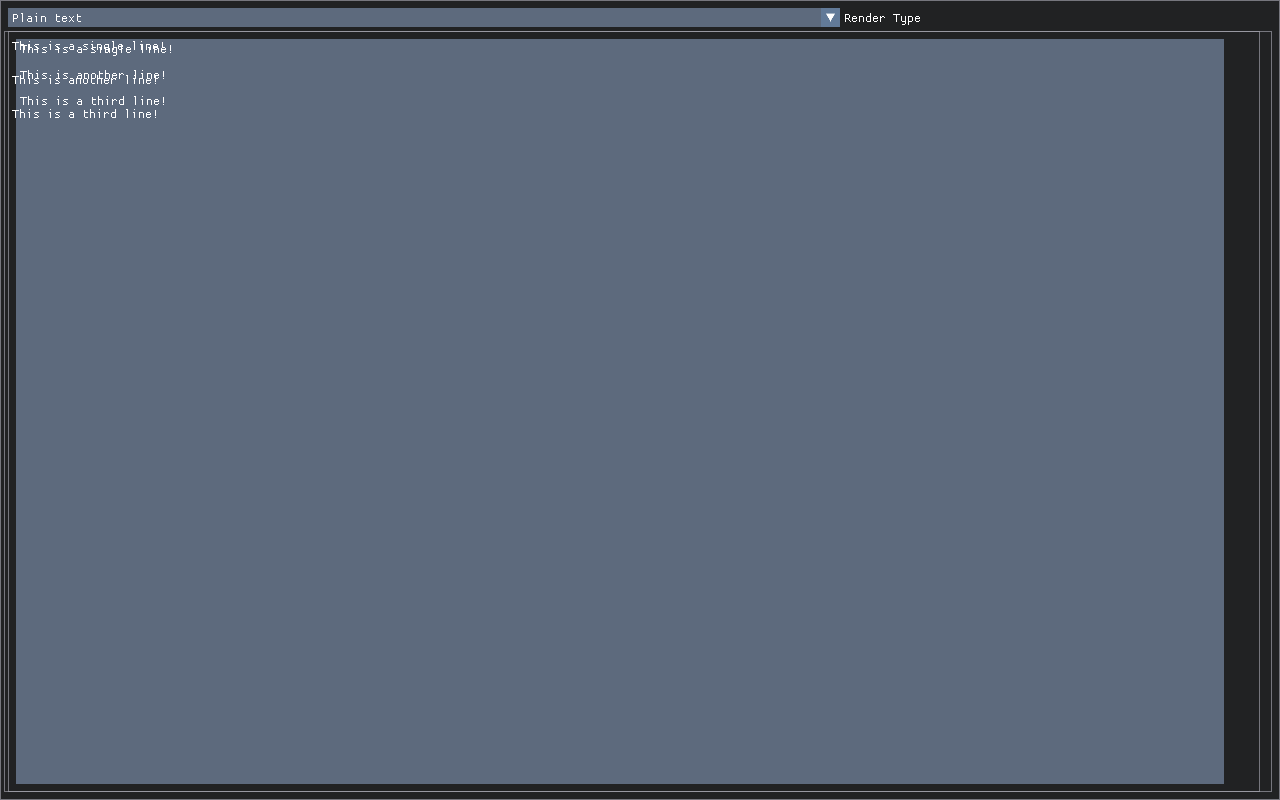 Plain text
Render Type
This is a single line!
This is a single line!
This is another line!
This is another line!
This is a third line!
This is a third line!